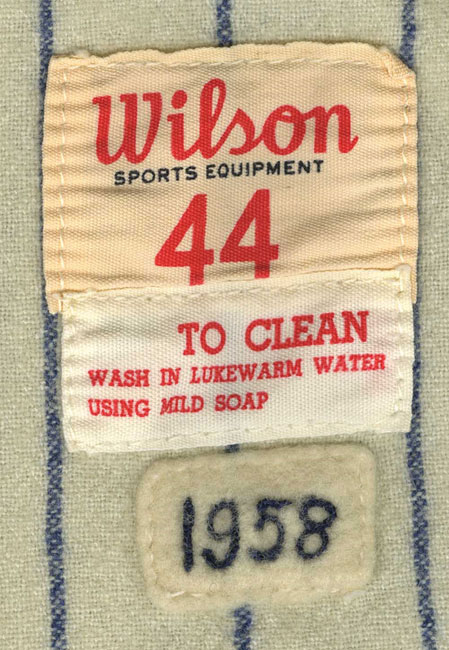 Wilson
SPORTS EQUIPMENT
44
TO CLEAN
WASH IN LUKEWARM WATER
USING MILD SOAP
1958